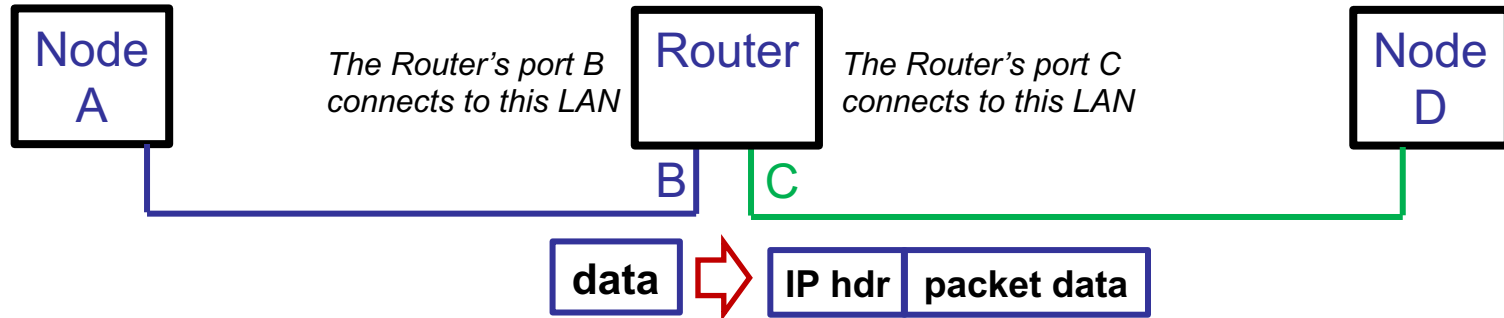 Node
A
The Router's port B
connects to this LAN
Router
The Router's port C
connects to this LAN
Node
D
B
C
data
IP hdr
packet data